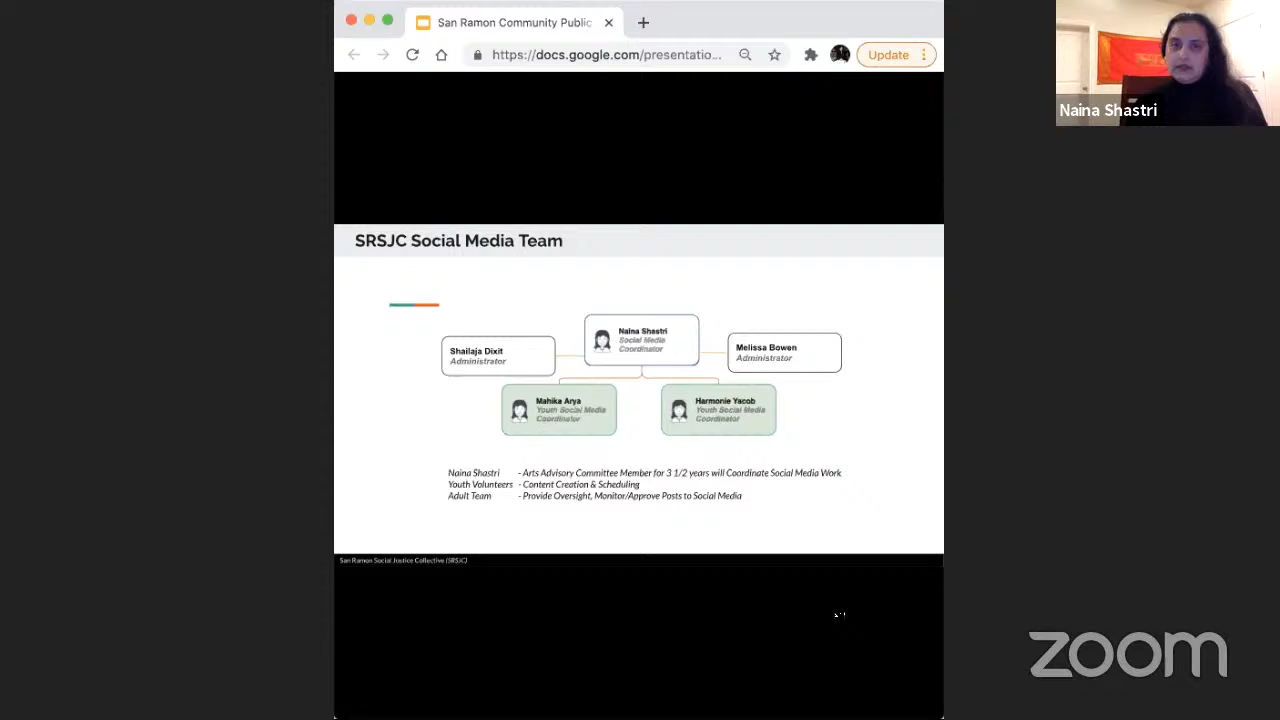 San Ramon Community Public
https://docs.google.com/presentatio...
Update
Naina Shastri
SRSJC Social Media Team
Naina Shastri
Social Media
Coordinator
Shailaja Dixit
Administrator
Melissa Bowen
Administrator
Mahika Arya
Youth Social Media
Coordinator
Harmonie Yacob
Youth Social Media
Coordinator
Naina Shastri - Arts Advisory Committee Member for 3 1/2 years will Coordinate Social Media Work
Youth Volunteers - Content Creation & Scheduling
Adult Team - Provide Oversight, Monitor/Approve Posts to Social Media
San Ramon Social Justice Collective (SRSJC)
zoom